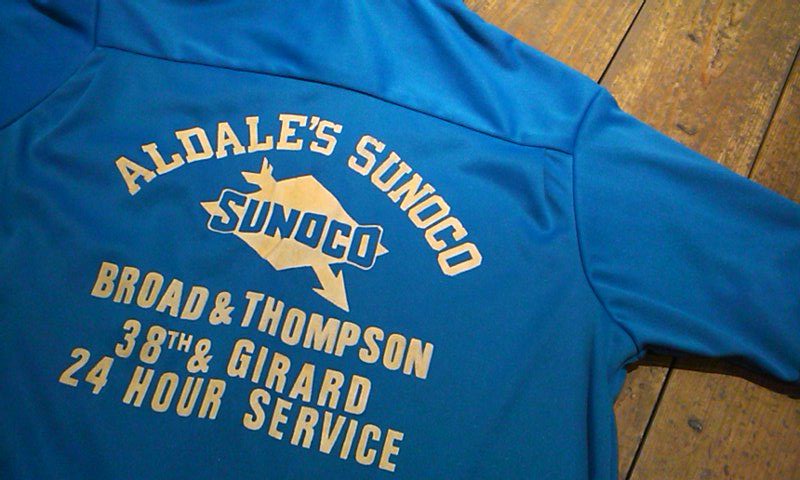 ALDALE'S SUNOCO
SUNOCO
BROAD & THOMPSON
38TH & GIRARD
24 HOUR SERVICE